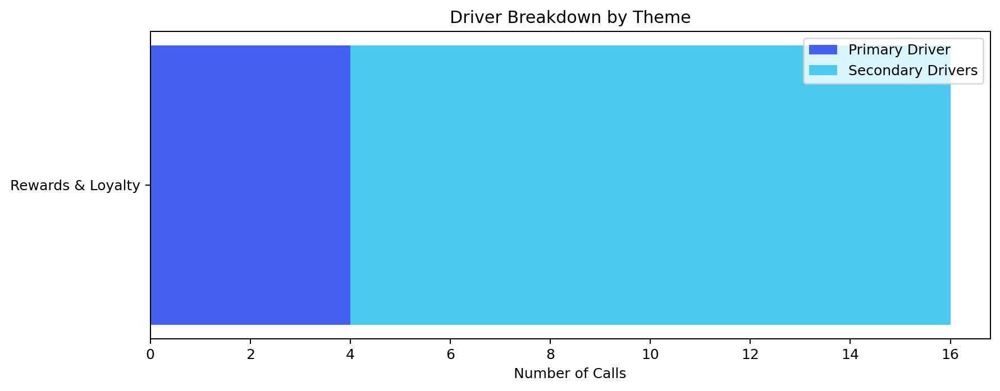 Driver Breakdown by Theme
Primary Driver
Secondary Drivers
Rewards & Loyalty
0 2 4 6 8 10 12 14 16
Number of Calls